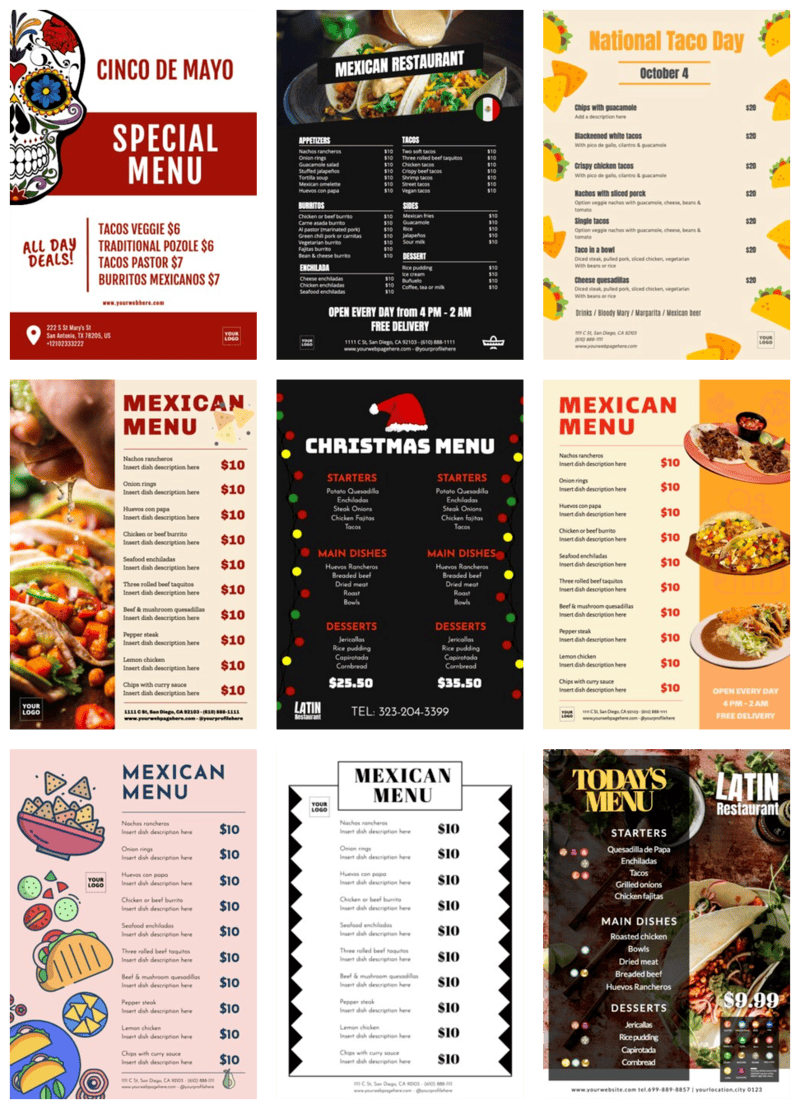 CINCO DE MAYO
SPECIAL
MENU
ALL DAY
DEALS!
TACOS VEGGIE $6
TRADITIONAL POZOLE $6
TACOS PASTOR $7
BURRITOS MEXICANOS $7
www.yourwebhere.com
222 S St Mary's St
San Antonio, TX 78205, US
+12102333222
YOUR
LOGO
MEXICAN RESTAURANT
APPETIZERS
Nachos rancheros $10
Onion rings $10
Guacamole salad $10
Stuffed jalapeños $10
Tortilla soup $10
Mexican omelette $10
Huevos con papa $10
BURRITOS
Chicken or beef burrito $10
Carne asada burrito $10
Al pastor (marinated pork) $10
Green chili pork or carnitas $10
Vegetarian burrito $10
Fajitas burrito $10
Bean & cheese burrito $10
ENCHILADA
Cheese enchiladas $10
Chicken enchiladas $10
Seafood enchiladas $10
TACOS
Two soft tacos $10
Three rolled beef taquitos $10
Chicken tacos $10
Crispy beef tacos $10
Shrimp tacos $10
Street tacos $10
Vegan tacos $10
SIDES
Mexican fries $10
Guacamole $10
Rice $10
Jalapeños $10
Sour milk $10
DESSERT
Rice pudding $10
Ice cream $10
Buñuelo $10
Coffee, tea or milk $10
OPEN EVERY DAY from 4 PM - 2 AM
FREE DELIVERY
YOUR
LOGO
1111 C St, San Diego, CA 92103 - (610) 888-1111
www.yourwebpagehere.com - @yourprofilehere
National Taco Day
October 4
Chips with guacamole $20
Add a description here
Blackeened white tacos $20
With pico de gallo, cilantro & guacamole
Crispy chicken tacos $20
With pico de gallo, cilantro & guacamole
Nachos with sliced porck $20
Option veggie nachos with guacamole, cheese, beans &
tomato
Single tacos $20
Option veggie nachos with guacamole, cheese, beans &
tomato
Taco in a bowl $20
Diced steak, pulled pork, sliced chicken, vegetarian
With beans or rice
Cheese quesadillas $20
Diced steak, pulled pork, sliced chicken, vegetarian
With beans or rice
Drinks / Bloody Mary / Margarita / Mexican beer
1111 C St, San Diego, CA 92103
(610) 888-1111
www.yourwebpagehere.com
YOUR
LOGO
MEXICAN
MENU
Nachos rancheros
Insert dish description here $10
Onion rings
Insert dish description here $10
Huevos con papa
Insert dish description here $10
Chicken or beef burrito
Insert dish description here $10
Seafood enchiladas
Insert dish description here $10
Three rolled beef taquitos
Insert dish description here $10
Beef & mushroom quesadillas
Insert dish description here $10
Pepper steak
Insert dish description here $10
Lemon chicken
Insert dish description here $10
Chips with curry sauce
Insert dish description here $10
YOUR
LOGO
1111 C St, San Diego, CA 92103 - (610) 888-1111
www.yourwebpagehere.com - @yourprofilehere
CHRISTMAS MENU
STARTERS
Potato Quesadilla
Enchiladas
Steak Onions
Chicken Fajitas
Tacos
MAIN DISHES
Huevos Rancheros
Breaded beef
Dried meat
Roast
Bowls
DESSERTS
Jericallas
Rice pudding
Capirotada
Cornbread
$25.50
STARTERS
Potato Quesadilla
Enchiladas
Steak Onions
Chicken fajitas
Tacos
MAIN DISHES
Huevos Rancheros
Breaded beef
Dried meat
Roast
Bowls
DESSERTS
Jericallas
Rice pudding
Capirotada
Cornbread
$35.50
LATIN
Restaurant
TEL: 323-204-3399
MEXICAN
MENU
Nachos rancheros
Insert dish description here $10
Onion rings
Insert dish description here $10
Huevos con papa
Insert dish description here $10
Chicken or beef burrito
Insert dish description here $10
Seafood enchiladas
Insert dish description here $10
Three rolled beef taquitos
Insert dish description here $10
Beef & mushroom quesadillas
Insert dish description here $10
Pepper steak
Insert dish description here $10
Lemon chicken
Insert dish description here $10
Chips with curry sauce
Insert dish description here $10
YOUR
LOGO
1111 C St, San Diego, CA 92103 - (610) 888-1111
www.yourwebpagehere.com - @yourprofilehere
OPEN EVERY DAY
4 PM - 2 AM
FREE DELIVERY
MEXICAN
MENU
Nachos rancheros
Insert dish description here $10
Onion rings
Insert dish description here $10
Huevos con papa
Insert dish description here $10
Chicken or beef burrito
Insert dish description here $10
Seafood enchiladas
Insert dish description here $10
Three rolled beef taquitos
Insert dish description here $10
Beef & mushroom quesadillas
Insert dish description here $10
Pepper steak
Insert dish description here $10
Lemon chicken
Insert dish description here $10
Chips with curry sauce
Insert dish description here $10
YOUR
LOGO
1111 C St, San Diego, CA 92103 - (610) 888-1111
www.yourwebpagehere.com - @yourprofilehere
MEXICAN
MENU
YOUR
LOGO
Nachos rancheros
Insert dish description here $10
Onion rings
Insert dish description here $10
Huevos con papa
Insert dish description here $10
Chicken or beef burrito
Insert dish description here $10
Seafood enchiladas
Insert dish description here $10
Three rolled beef taquitos
Insert dish description here $10
Beef & mushroom quesadillas
Insert dish description here $10
Pepper steak
Insert dish description here $10
Lemon chicken
Insert dish description here $10
Chips with curry sauce
Insert dish description here $10
1111 C St, San Diego, CA 92103 - (610) 888-1111
www.yourwebpagehere.com - @yourprofilehere
TODAY'S
MENU
LATIN
Restaurant
STARTERS
Quesadilla de Papa
Enchiladas
Tacos
Grilled onions
Chicken fajitas
MAIN DISHES
Roasted chicken
Bowls
Dried meat
Breaded beef
Huevos Rancheros
DESSERTS
Jericallas
Rice pudding
Capirotada
Cornbread
$9.99
www.yourwebsite.com tel.699-889-8857 | yourlocation,city 0123